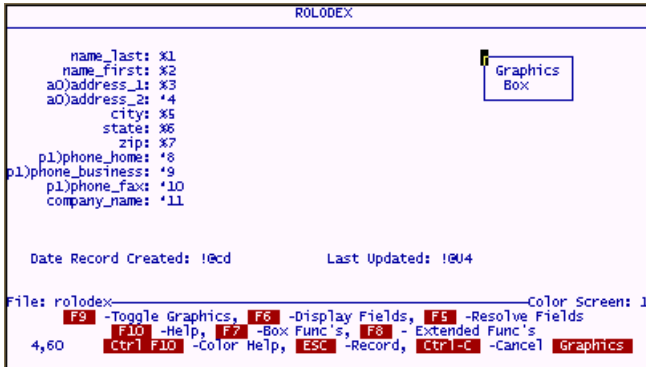 ROLODEX
name_last: %1
name_first: %2
Graphics
a0)address_1: %3
Box
a0)address_2: '4
city: %5
state: %6
zip: %7
p1)phone_home: '8
p1)phone_business: '9
p1)phone_fax: '10
company_name: '11
Date Record Created: !@cd Last Updated: !@U4
File: rolodex Color Screen: 1
F9 -Toggle Graphics, F6 -Display Fields, F5 -Resolve Fields
F10 -Help, F7 -Box Func's, F8 - Extended Func's
4,60 Ctrl F10 -Color Help, ESC -Record, Ctrl-C -Cancel Graphics